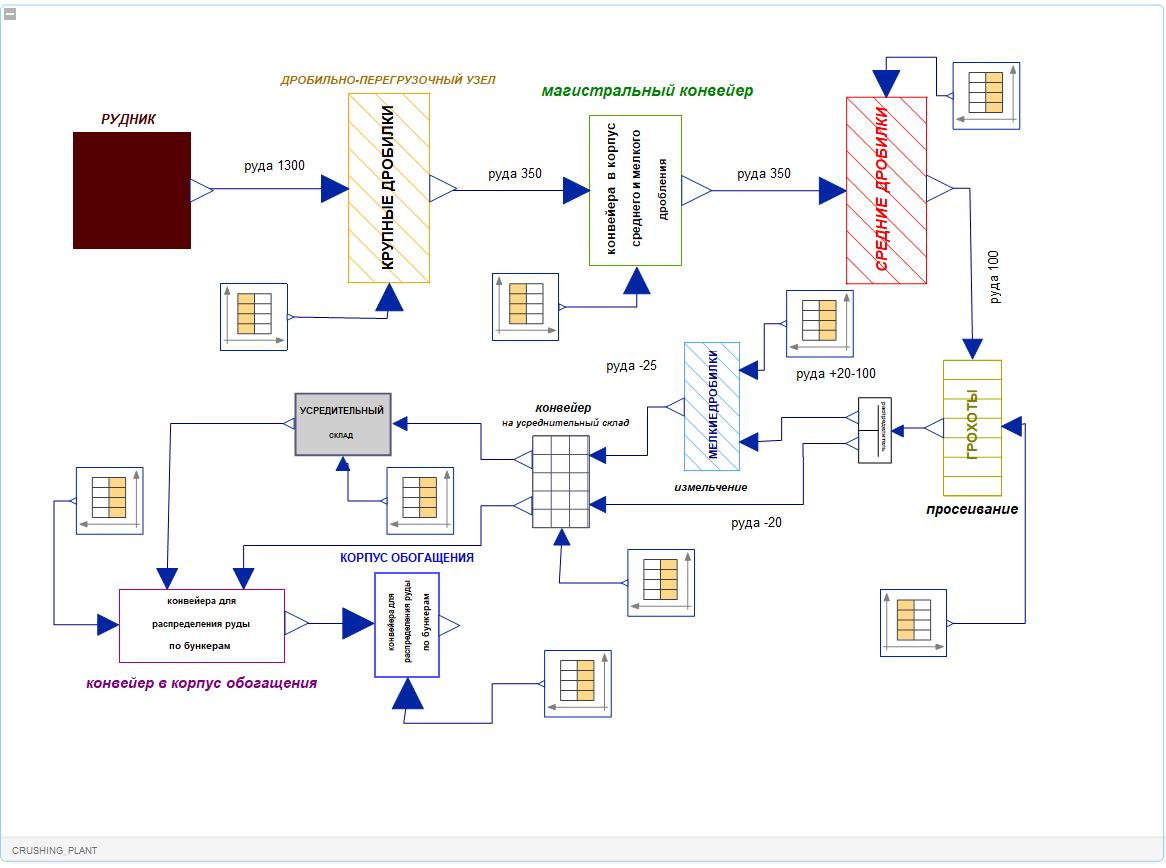 ДРОБИЛЬНО-ПЕРЕГРУЗОЧНЫЙ УЗЕЛ
магистральный конвейер
РУДНИК
руда 1300
КРУПНЫЕ ДРОБИЛКИ
руда 350
конвейера в корпус
среднего и мелкого
дробления
руда 350
СРЕДНИЕ ДРОБИЛКИ
руда 100
руда -25
МЕЛКИЕДРОБИЛКИ
руда +20-100
распределитель
ГРОХОТЫ
просеивание
конвейер
на усреднительный склад
УСРЕДИТЕЛЬНЫЙ
склад
измельчение
руда -20
КОРПУС ОБОГАЩЕНИЯ
конвейера для
распределения руды
по бункерам
конвейера для
распределения руды
по бункерам
конвейер в корпус обогащения
CRUSHING_PLANT